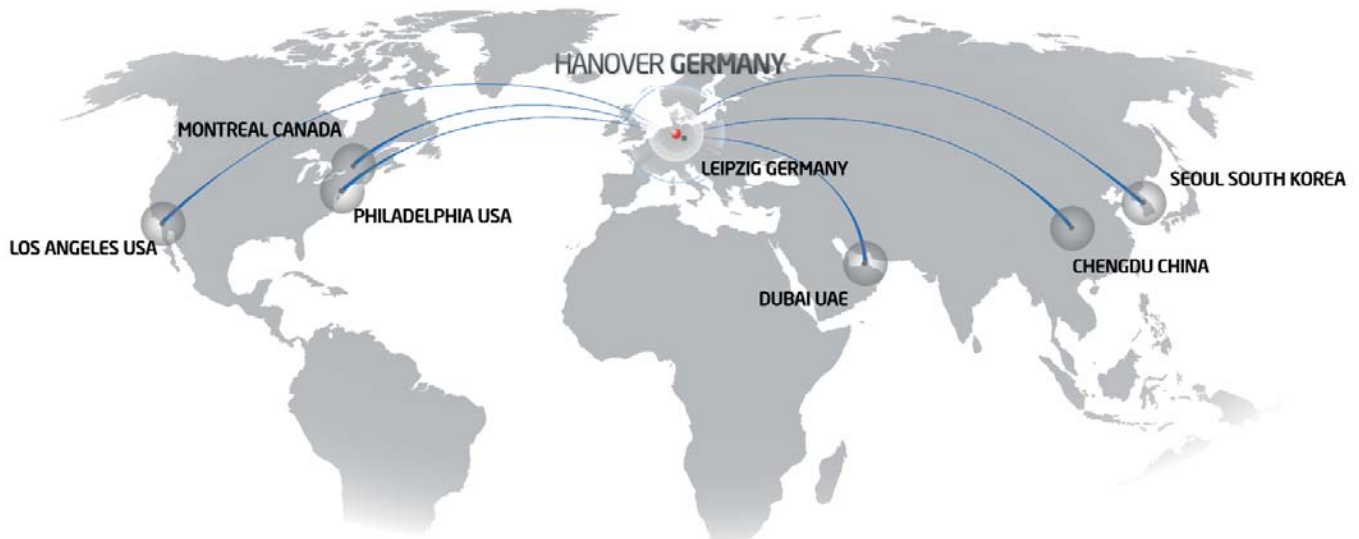 HANOVER GERMANY
MONTREAL CANADA
LEIPZIG GERMANY
SEOUL SOUTH KOREA
PHILADELPHIA USA
LOS ANGELES USA
CHENGDU CHINA
DUBAI UAE